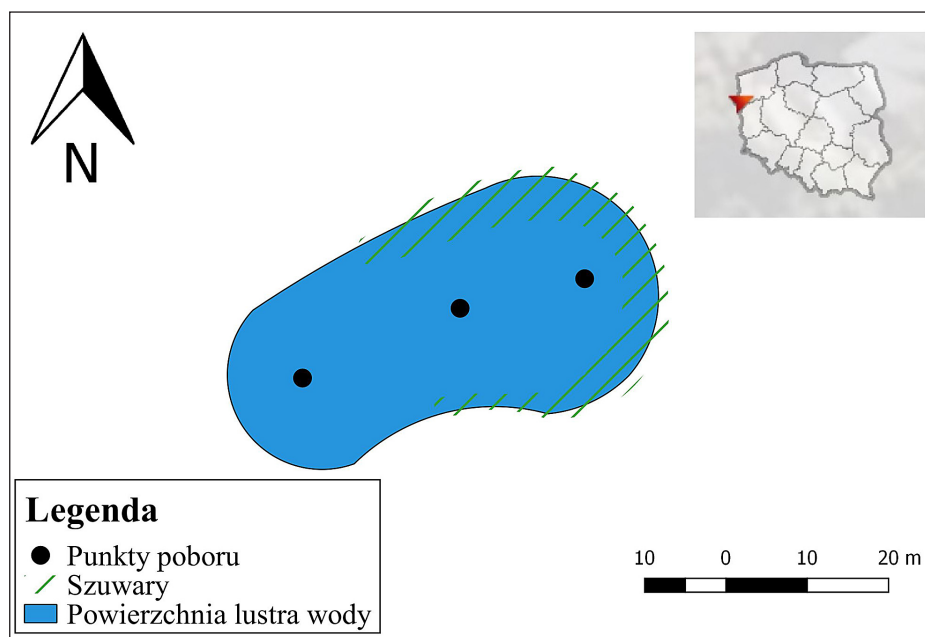 N
Legenda
Punkty poboru
Szuwary
Powierzchnia lustra wody
10 0 10 20 m